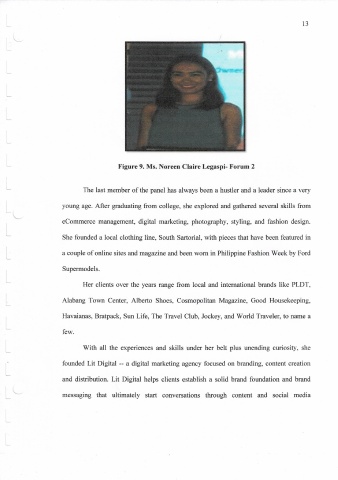 13
Owner
Figure 9. Ms. Noreen Claire Legaspi- Forum 2
The last member of the panel has always been a hustler and a leader since a very
young age. After graduating from college, she explored and gathered several skills from
eCommerce management, digital marketing, photography, styling, and fashion design.
She founded a local clothing line, South Sartorial, with pieces that have been featured in
a couple of online sites and magazine and been worn in Philippine Fashion Week by Ford
Supermodels.
Her clients over the years range from local and international brands like PLDT,
Alabang Town Center, Alberto Shoes, Cosmopolitan Magazine, Good Housekeeping,
Havaianas, Bratpack, Sun Life, The Travel Club, Jockey, and World Traveler, to name a
few.
With all the experiences and skills under her belt plus unending curiosity, she
founded Lit Digital -- a digital marketing agency focused on branding, content creation
and distribution. Lit Digital helps clients establish a solid brand foundation and brand
messaging that ultimately start conversations through content and social media